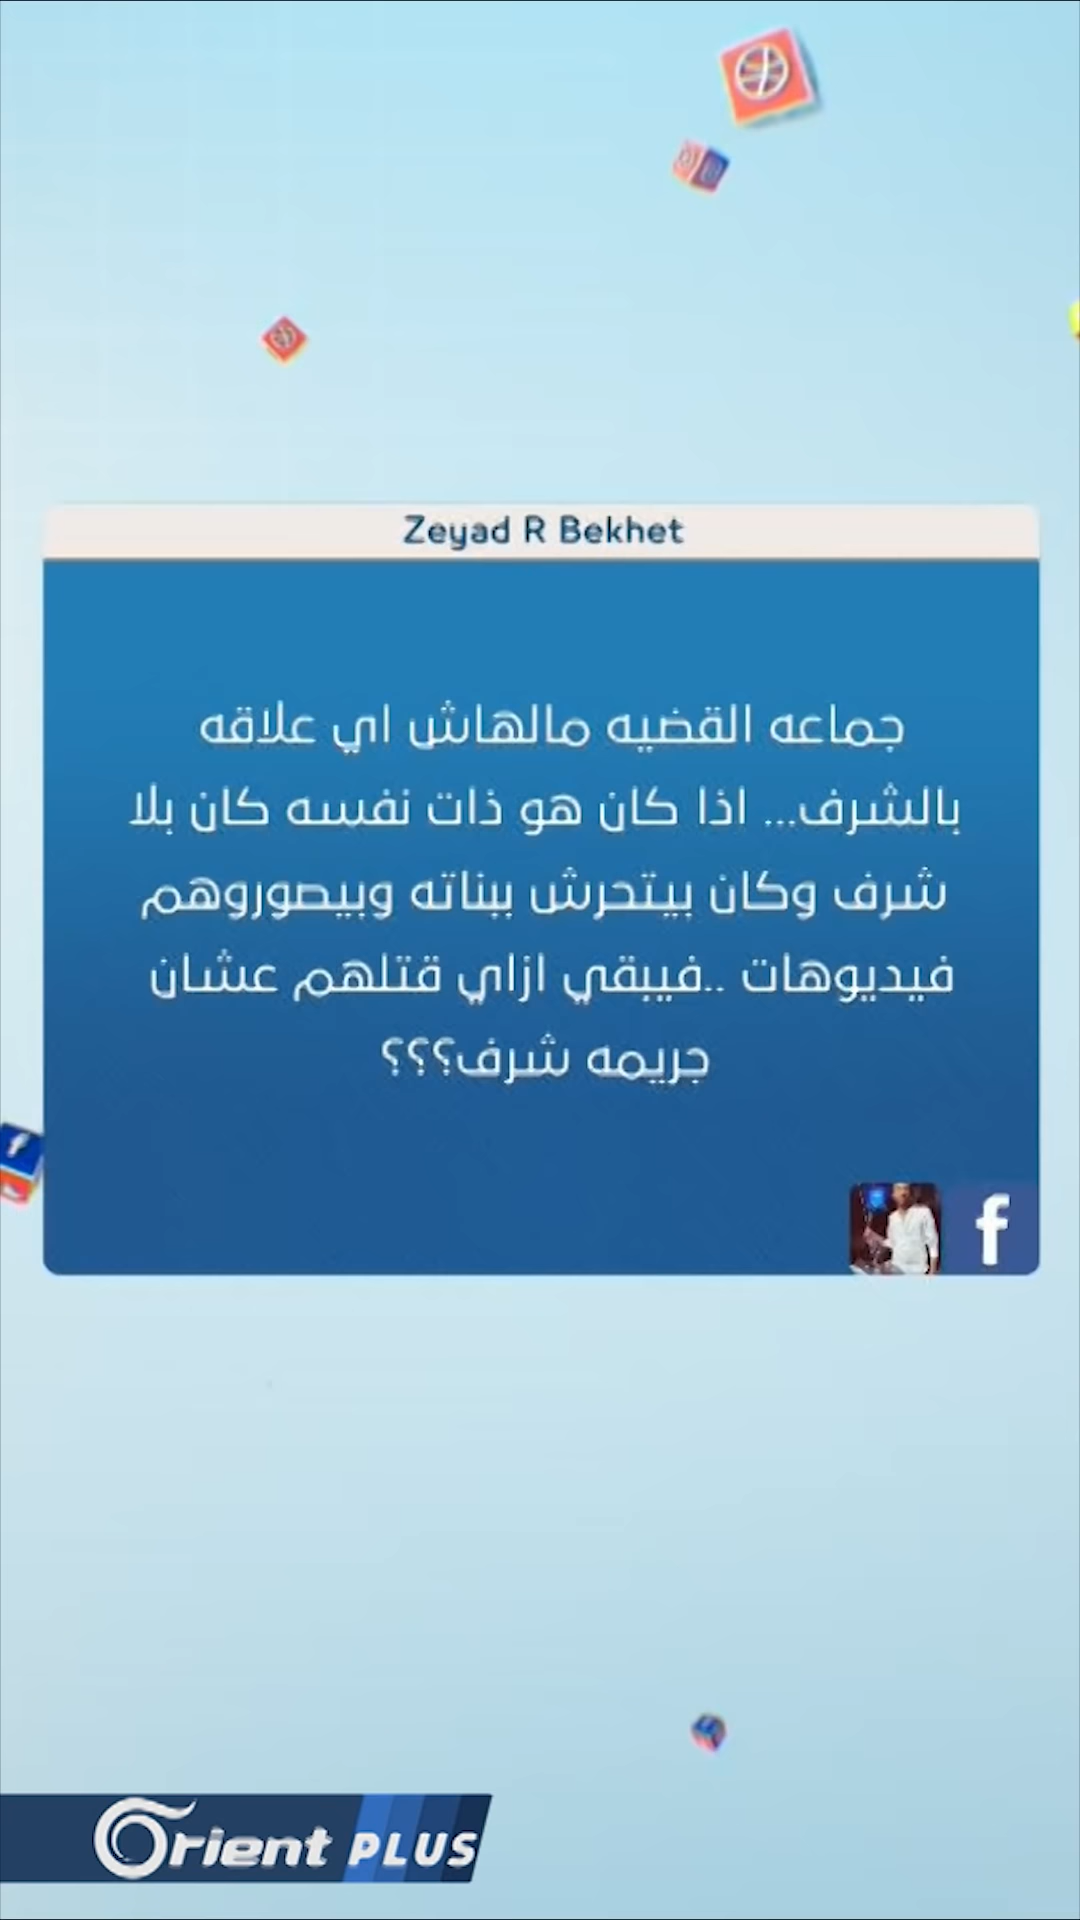 Zeyad R Bekhet
جماعه القضيه مالهاش اي علاقه
بالشرف... اذا كان هو ذات نفسه كان بلا
شرف وكان بيتحرش ببناته وبيصوروهم
فيديوهات ..فيبقي ازاي قتلهم عشان
جريمه شرف؟؟؟
f
Orient PLUS